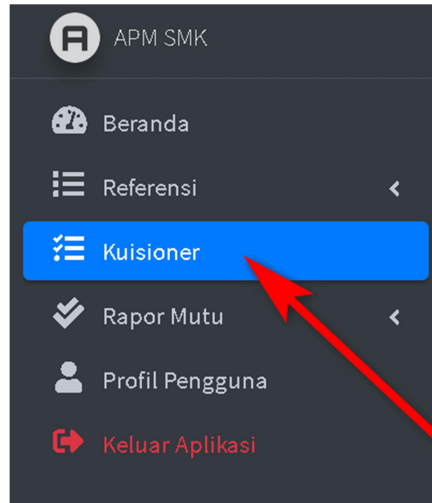 APM SMK
Beranda
Referensi
Kuisioner
Rapor Mutu
Profil Pengguna
Keluar Aplikasi